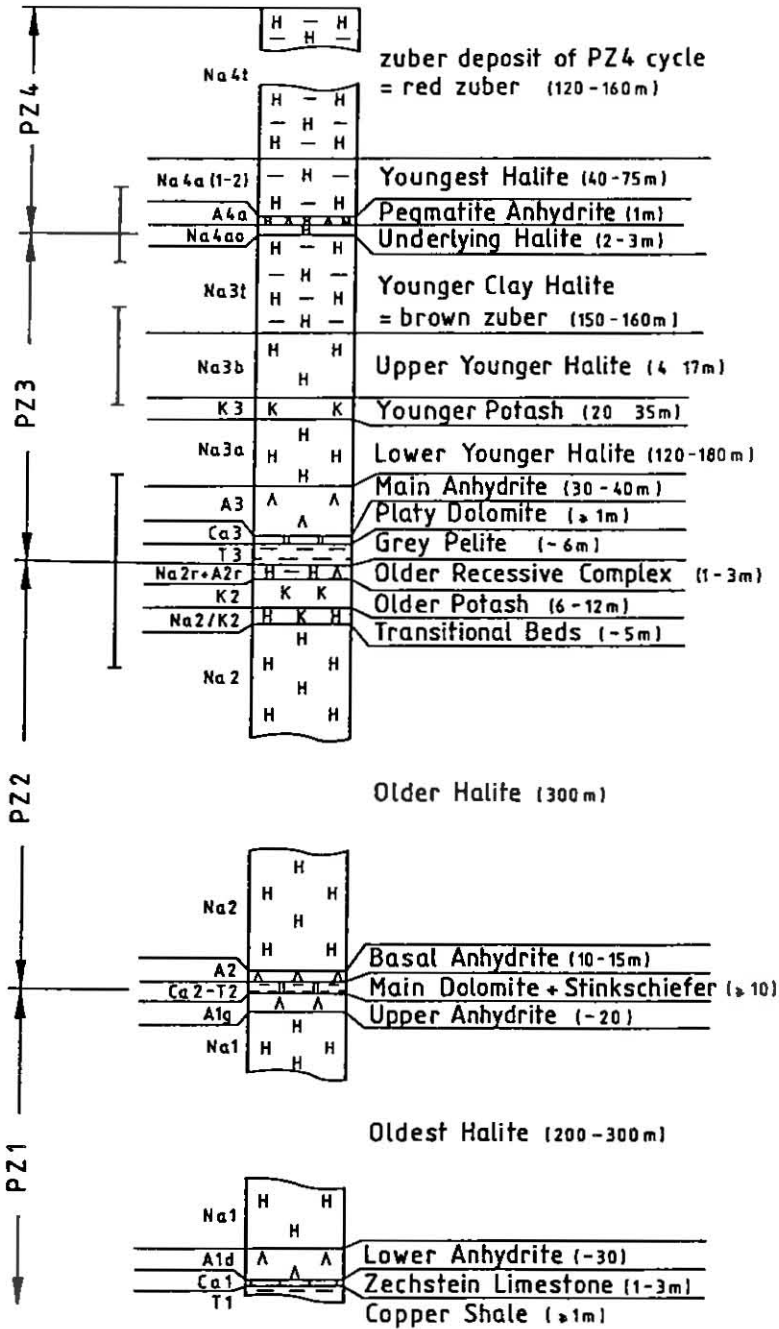 PZ4
Na4t
H — H
— H —
H — H
— H —
H — H
zuber deposit of PZ4 cycle
= red zuber (120-160m)
Na4a (1-2)
— H —
H — H
Youngest Halite (40-75m)
A4a
H ʌ H ʌ H
Pegmatite Anhydrite (1m)
Na4ao
H
Underlying Halite (2-3m)
PZ3
Na3t
H — H
— H —
H — H
— H —
Younger Clay Halite
= brown zuber (150-160m)
Na3b
H H
H
Upper Younger Halite (4 17m)
K3
K K
Younger Potash (20 35m)
Na3a
H
H H
H
Lower Younger Halite (120-180m)
A3
ʌ ʌ
ʌ
Main Anhydrite (30-40m)
Ca3
Platy Dolomite (⩾1m)
T3
Grey Pelite (~6m)
Na2r+A2r
H — H ʌ
Older Recessive Complex (1-3m)
K2
K K
Older Potash (6-12m)
Na2/K2
H K H
Transitional Beds (~5m)
PZ2
Na2
H
H H
H
H H
Older Halite (300m)
Na2
H
H H
H
H H
A2
ʌ ʌ ʌ
Basal Anhydrite (10-15m)
Ca2-T2
Main Dolomite + Stinkschiefer (⩾10)
A1g
ʌ ʌ
Upper Anhydrite (~20)
PZ1
Na1
H
H H
H
Oldest Halite (200-300m)
Na1
H H
H
A1d
ʌ ʌ
ʌ
Lower Anhydrite (~30)
Ca1
Zechstein Limestone (1-3m)
T1
Copper Shale (⩾1m)